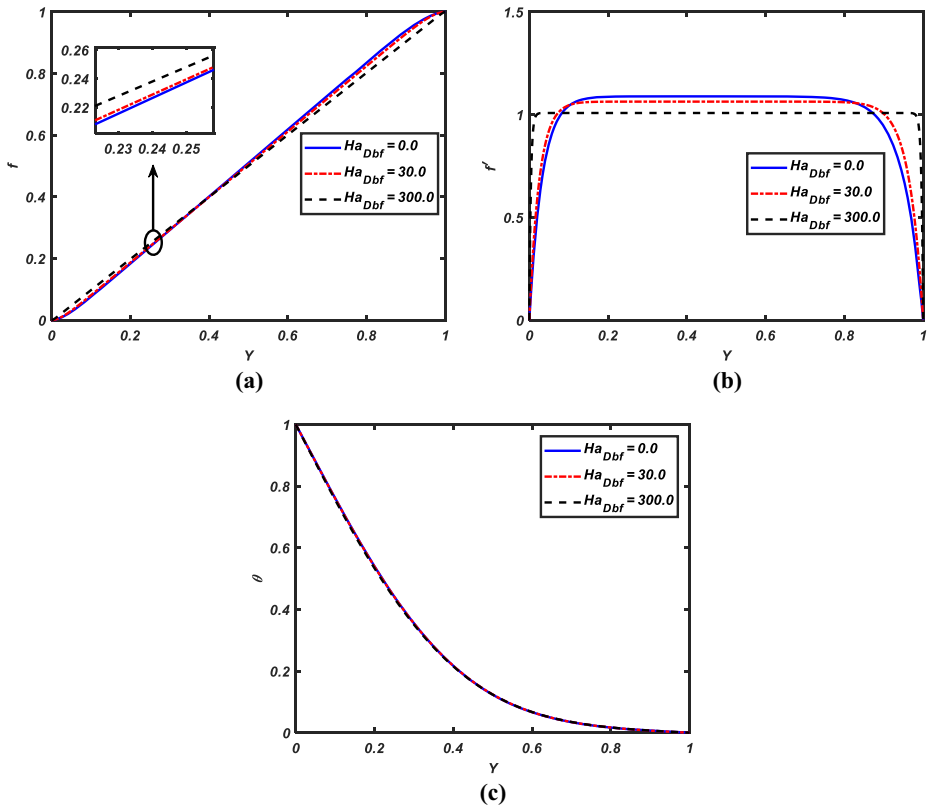 1
0.8
0.6
0.4
0.2
0
f
0.26
0.24
0.22
0.23 0.24 0.25
Ha_Dbf = 0.0
Ha_Dbf = 30.0
Ha_Dbf = 300.0
0 0.2 0.4 0.6 0.8 1
Y
(a)
1.5
1
0.5
0
f'
Ha_Dbf = 0.0
Ha_Dbf = 30.0
Ha_Dbf = 300.0
0 0.2 0.4 0.6 0.8 1
Y
(b)
1
0.8
0.6
0.4
0.2
0
θ
Ha_Dbf = 0.0
Ha_Dbf = 30.0
Ha_Dbf = 300.0
0 0.2 0.4 0.6 0.8 1
Y
(c)